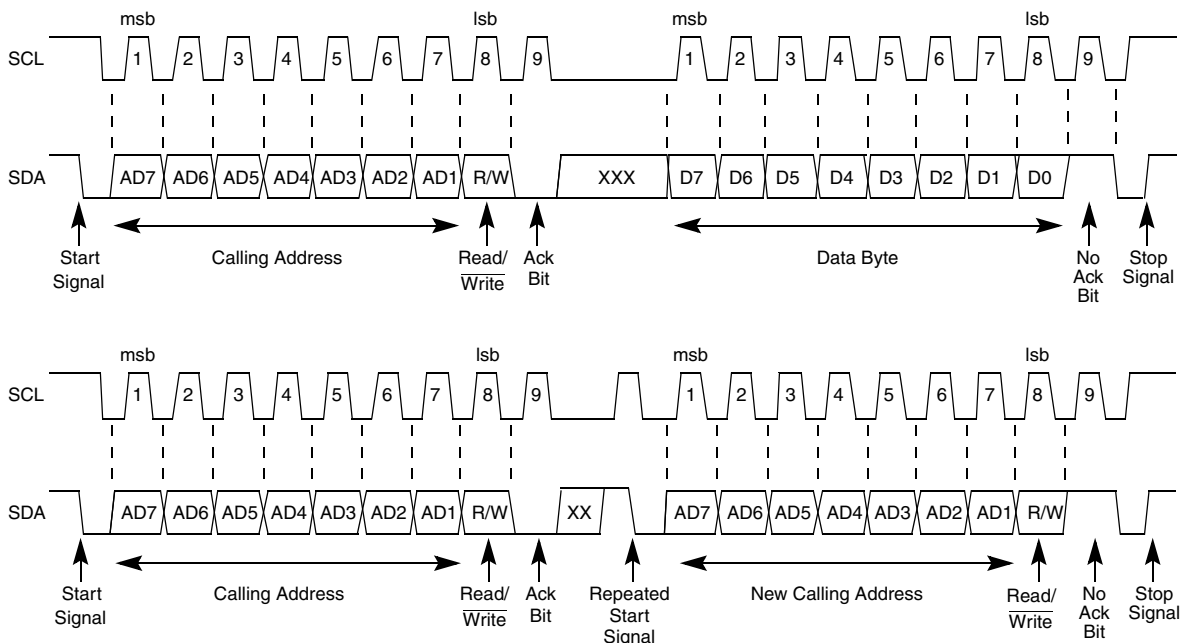 msb lsb msb lsb
SCL 1 2 3 4 5 6 7 8 9 1 2 3 4 5 6 7 8 9
SDA AD7 AD6 AD5 AD4 AD3 AD2 AD1 R/W XXX D7 D6 D5 D4 D3 D2 D1 D0
Start Calling Address Read/ Ack Data Byte No Stop
Signal Write Bit Ack Signal
Bit
msb lsb msb lsb
SCL 1 2 3 4 5 6 7 8 9 1 2 3 4 5 6 7 8 9
SDA AD7 AD6 AD5 AD4 AD3 AD2 AD1 R/W XX AD7 AD6 AD5 AD4 AD3 AD2 AD1 R/W
Start Calling Address Read/ Ack Repeated New Calling Address Read/ No Stop
Signal Write Bit Start Write Ack Signal
Signal Bit